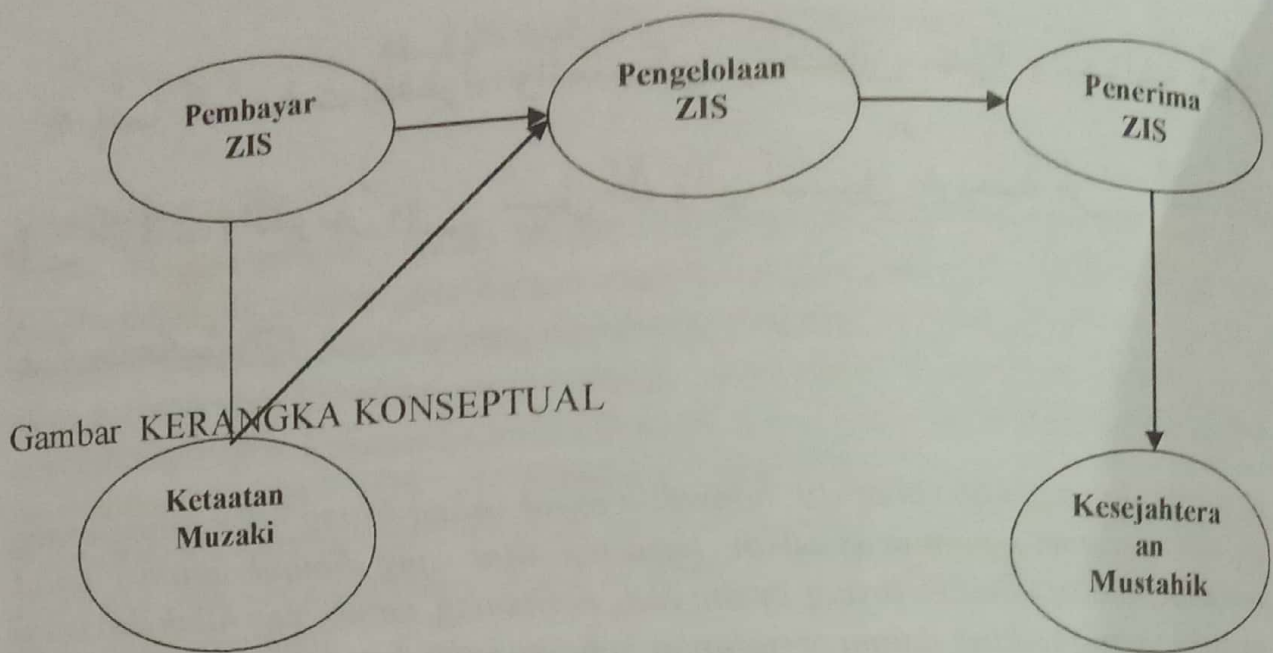 Pembayar
ZIS
Pengelolaan
ZIS
Penerima
ZIS
Gambar KERANGKA KONSEPTUAL
Ketaatan
Muzaki
Kesejahtera
an
Mustahik